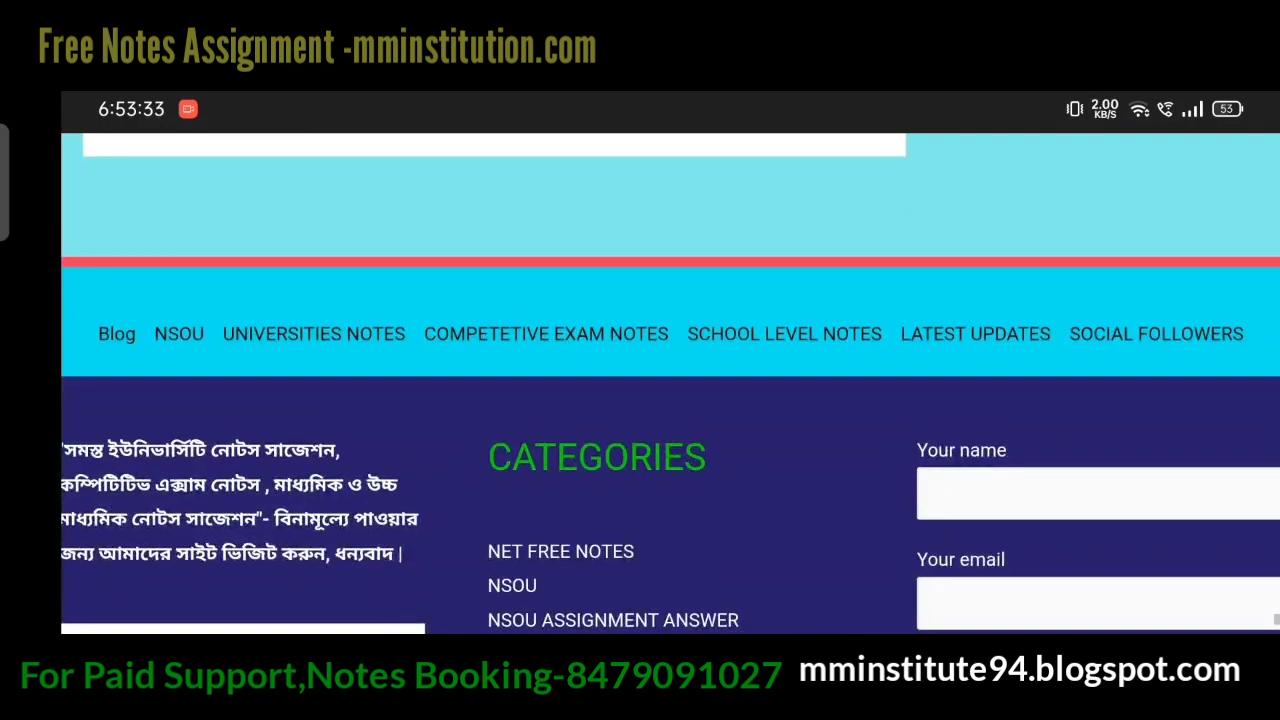 Free Notes Assignment -mminstitution.com
6:53:33
2.00
KB/S
53
Blog NSOU UNIVERSITIES NOTES COMPETETIVE EXAM NOTES SCHOOL LEVEL NOTES LATEST UPDATES SOCIAL FOLLOWERS
"সমস্ত ইউনিভার্সিটি নোটস সাজেশন,
কম্পিটিটিভ এক্সাম নোটস , মাধ্যমিক ও উচ্চ
মাধ্যমিক নোটস সাজেশন"- বিনামূল্যে পাওয়ার
জন্য আমাদের সাইট ভিজিট করুন, ধন্যবাদ |
CATEGORIES
NET FREE NOTES
NSOU
NSOU ASSIGNMENT ANSWER
Your name
Your email
For Paid Support,Notes Booking-8479091027
mminstitute94.blogspot.com